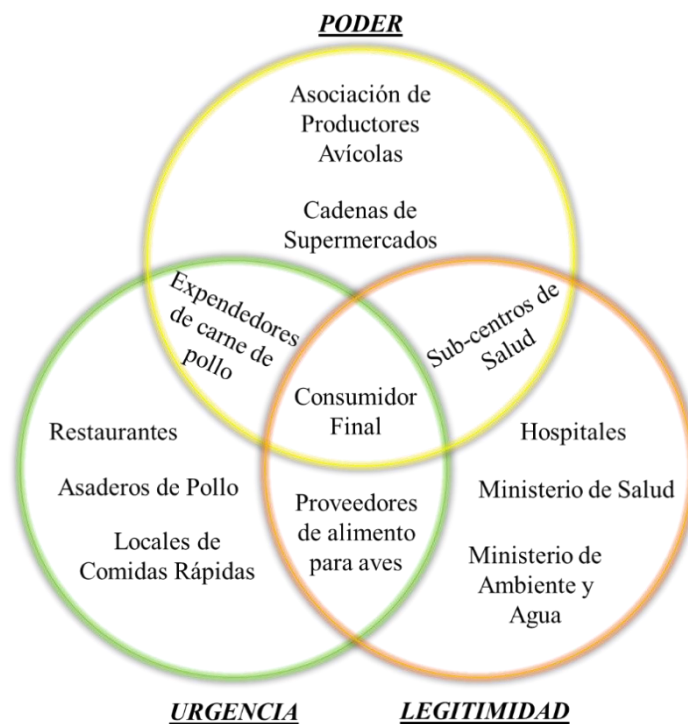 PODER
Asociación de
Productores
Avícolas
Cadenas de
Supermercados
Expendedores
de carne de
pollo
Sub-centros de
Salud
Consumidor
Final
Restaurantes
Asaderos de Pollo
Locales de
Comidas Rápidas
Proveedores
de alimento
para aves
Hospitales
Ministerio de Salud
Ministerio de
Ambiente y
Agua
URGENCIA
LEGITIMIDAD